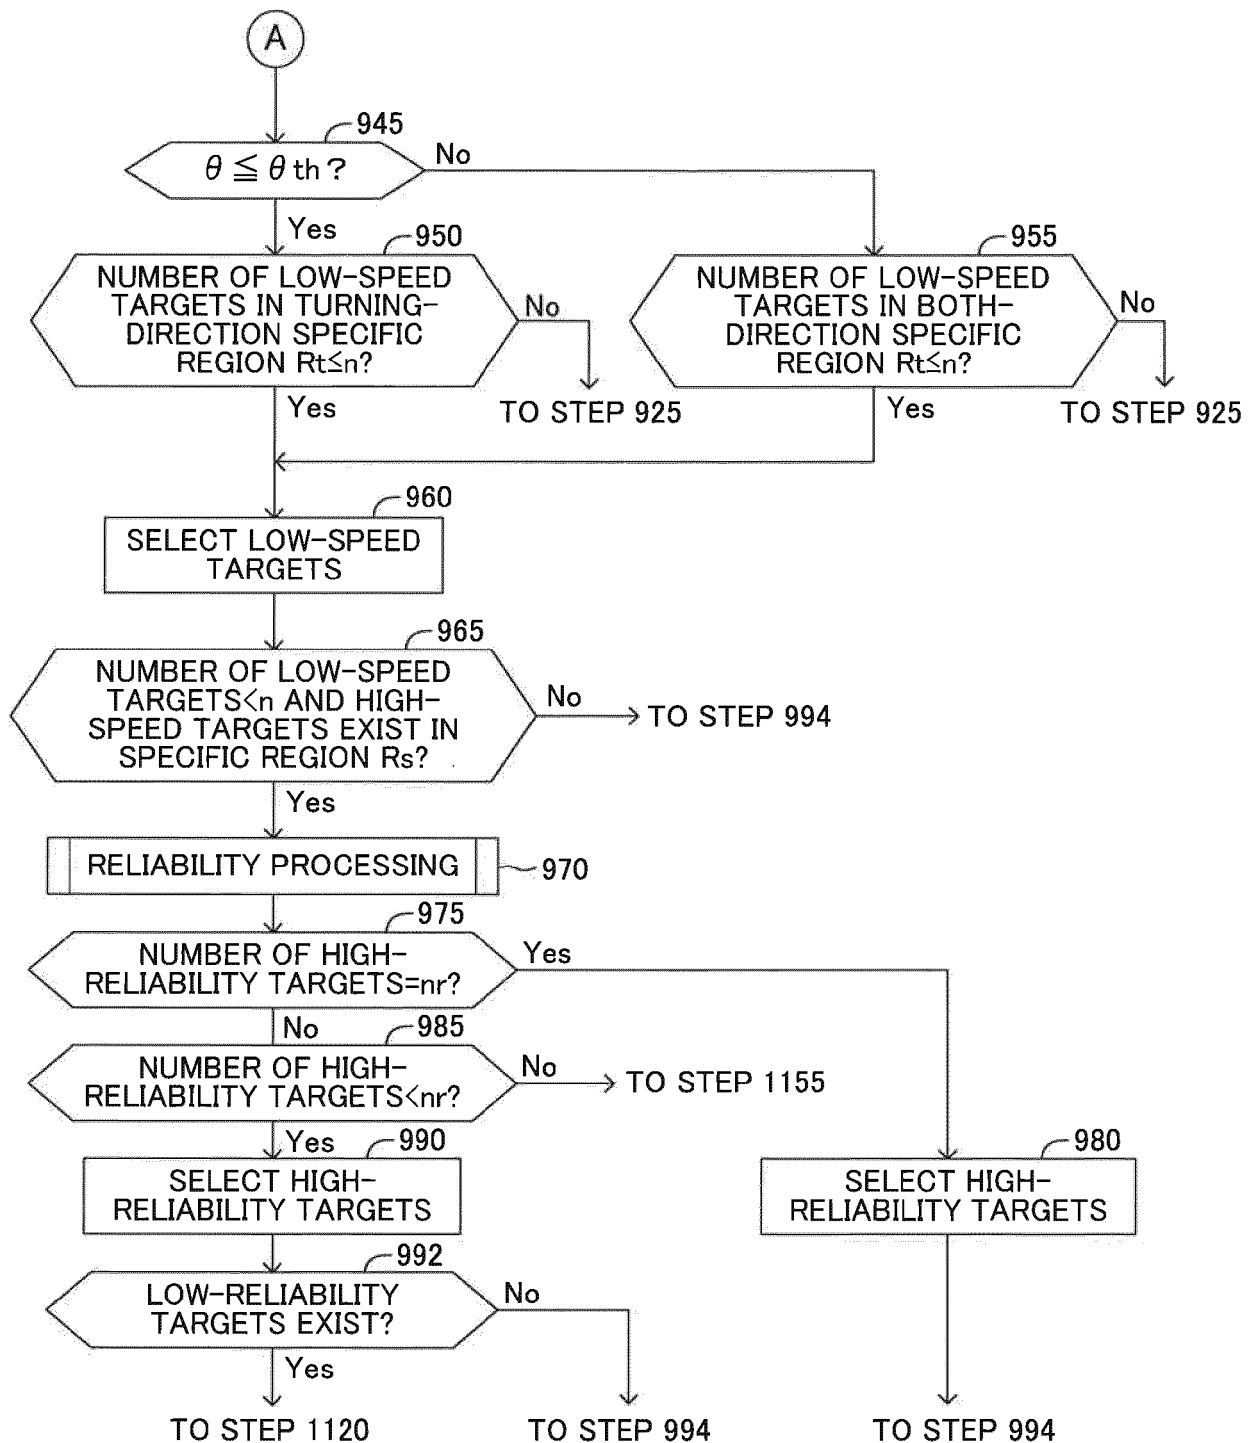 A
945
θ ≦ θ th ?
No
Yes
950
NUMBER OF LOW-SPEED
TARGETS IN TURNING-
DIRECTION SPECIFIC
REGION Rt≤n?
No
Yes
TO STEP 925
955
NUMBER OF LOW-SPEED
TARGETS IN BOTH-
DIRECTION SPECIFIC
REGION Rt≤n?
No
Yes
TO STEP 925
960
SELECT LOW-SPEED
TARGETS
965
NUMBER OF LOW-SPEED
TARGETS<n AND HIGH-
SPEED TARGETS EXIST IN
SPECIFIC REGION Rs?
No
TO STEP 994
Yes
RELIABILITY PROCESSING
970
975
NUMBER OF HIGH-
RELIABILITY TARGETS=nr?
Yes
No
985
NUMBER OF HIGH-
RELIABILITY TARGETS<nr?
No
TO STEP 1155
Yes
990
SELECT HIGH-
RELIABILITY TARGETS
980
SELECT HIGH-
RELIABILITY TARGETS
992
LOW-RELIABILITY
TARGETS EXIST?
No
Yes
TO STEP 1120
TO STEP 994
TO STEP 994